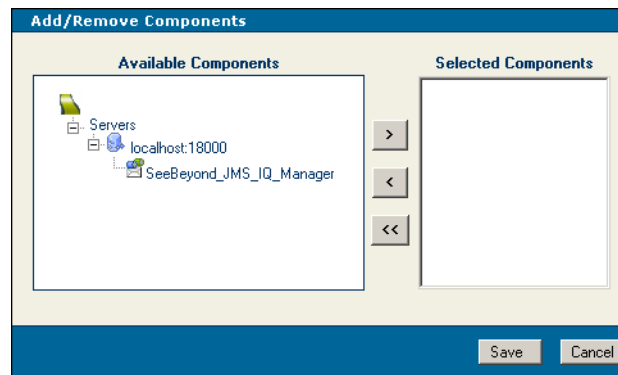 Add/Remove Components
Available Components
Selected Components
Servers
localhost:18000
SeeBeyond_JMS_IQ_Manager
>
<
<<
Save
Cancel